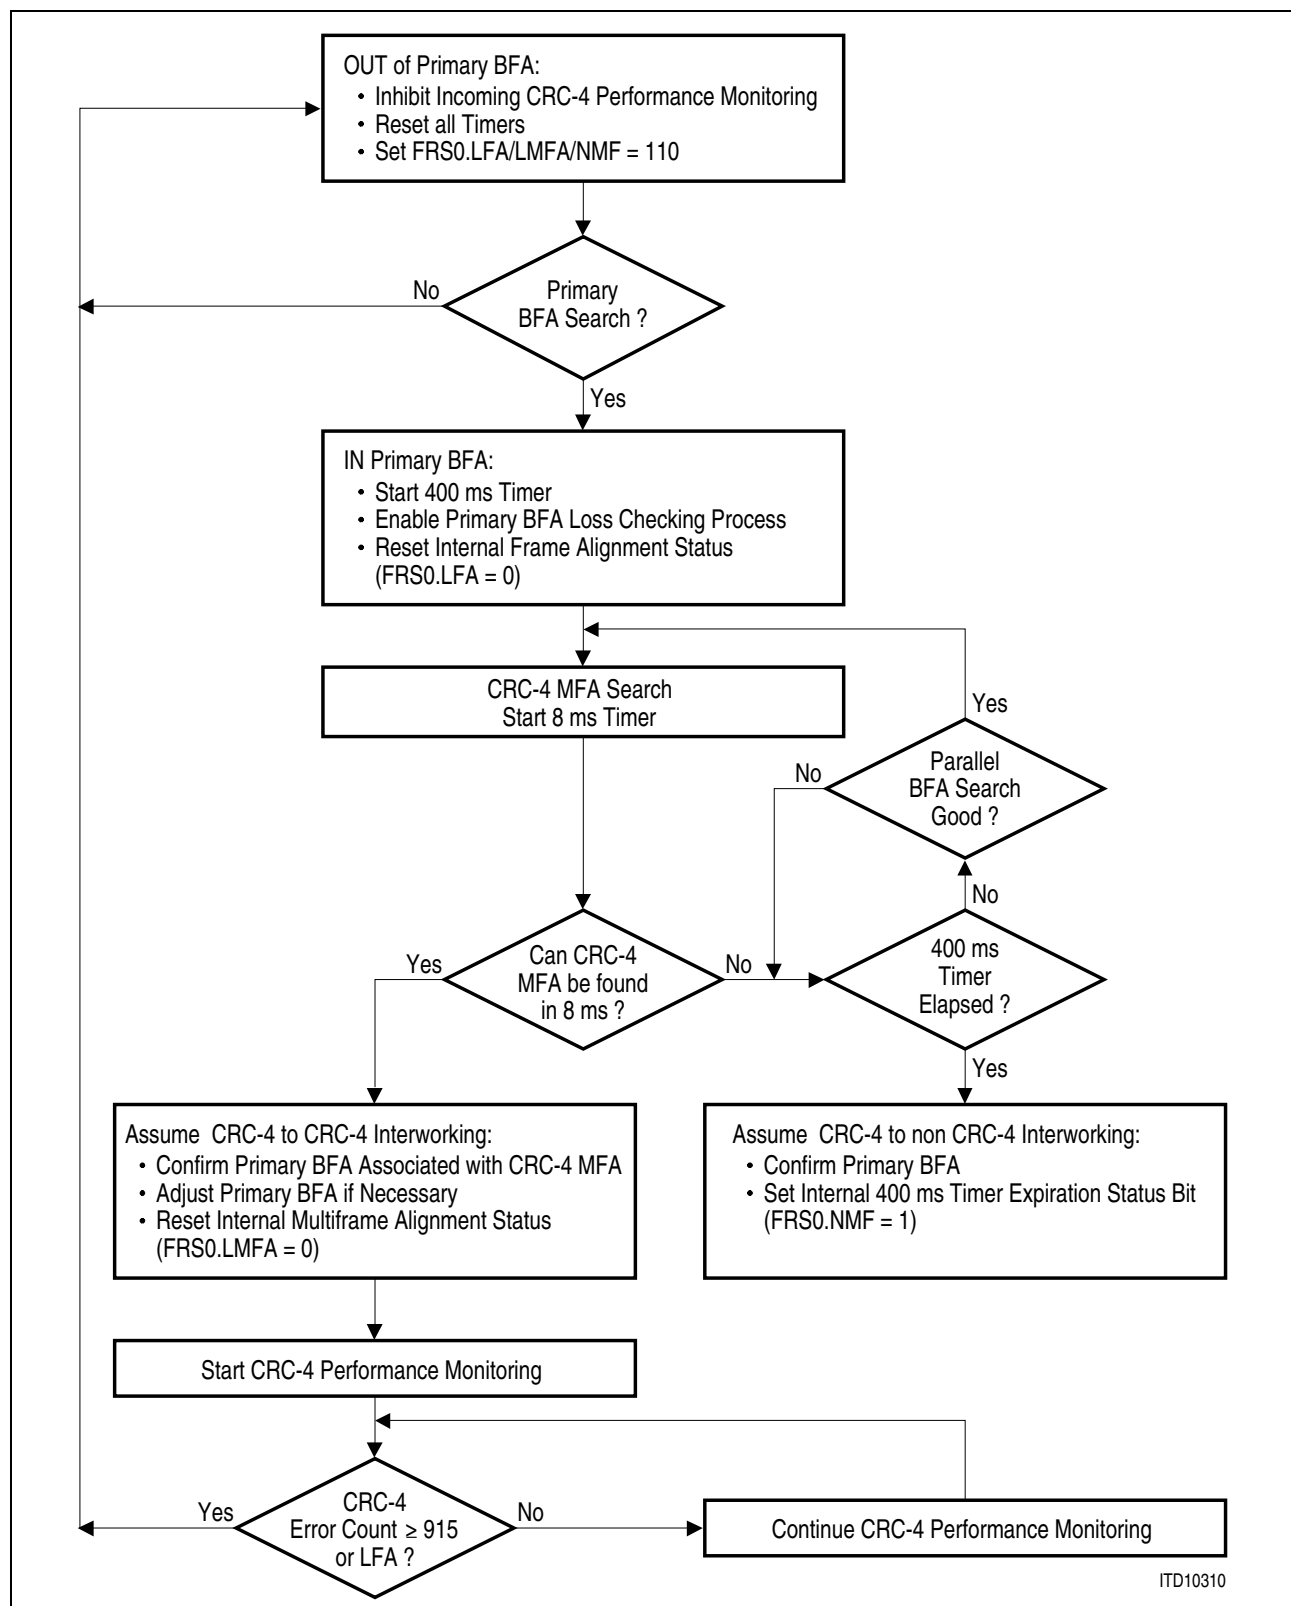 OUT of Primary BFA:
• Inhibit Incoming CRC-4 Performance Monitoring
• Reset all Timers
• Set FRS0.LFA/LMFA/NMF = 110
No
Primary
BFA Search ?
Yes
IN Primary BFA:
• Start 400 ms Timer
• Enable Primary BFA Loss Checking Process
• Reset Internal Frame Alignment Status
(FRS0.LFA = 0)
CRC-4 MFA Search
Start 8 ms Timer
Yes
No
Parallel
BFA Search
Good ?
No
Yes
Can CRC-4
MFA be found
in 8 ms ?
No
400 ms
Timer
Elapsed ?
Yes
Assume CRC-4 to CRC-4 Interworking:
• Confirm Primary BFA Associated with CRC-4 MFA
• Adjust Primary BFA if Necessary
• Reset Internal Multiframe Alignment Status
(FRS0.LMFA = 0)
Assume CRC-4 to non CRC-4 Interworking:
• Confirm Primary BFA
• Set Internal 400 ms Timer Expiration Status Bit
(FRS0.NMF = 1)
Start CRC-4 Performance Monitoring
Yes
CRC-4
Error Count ≥ 915
or LFA ?
No
Continue CRC-4 Performance Monitoring
ITD10310